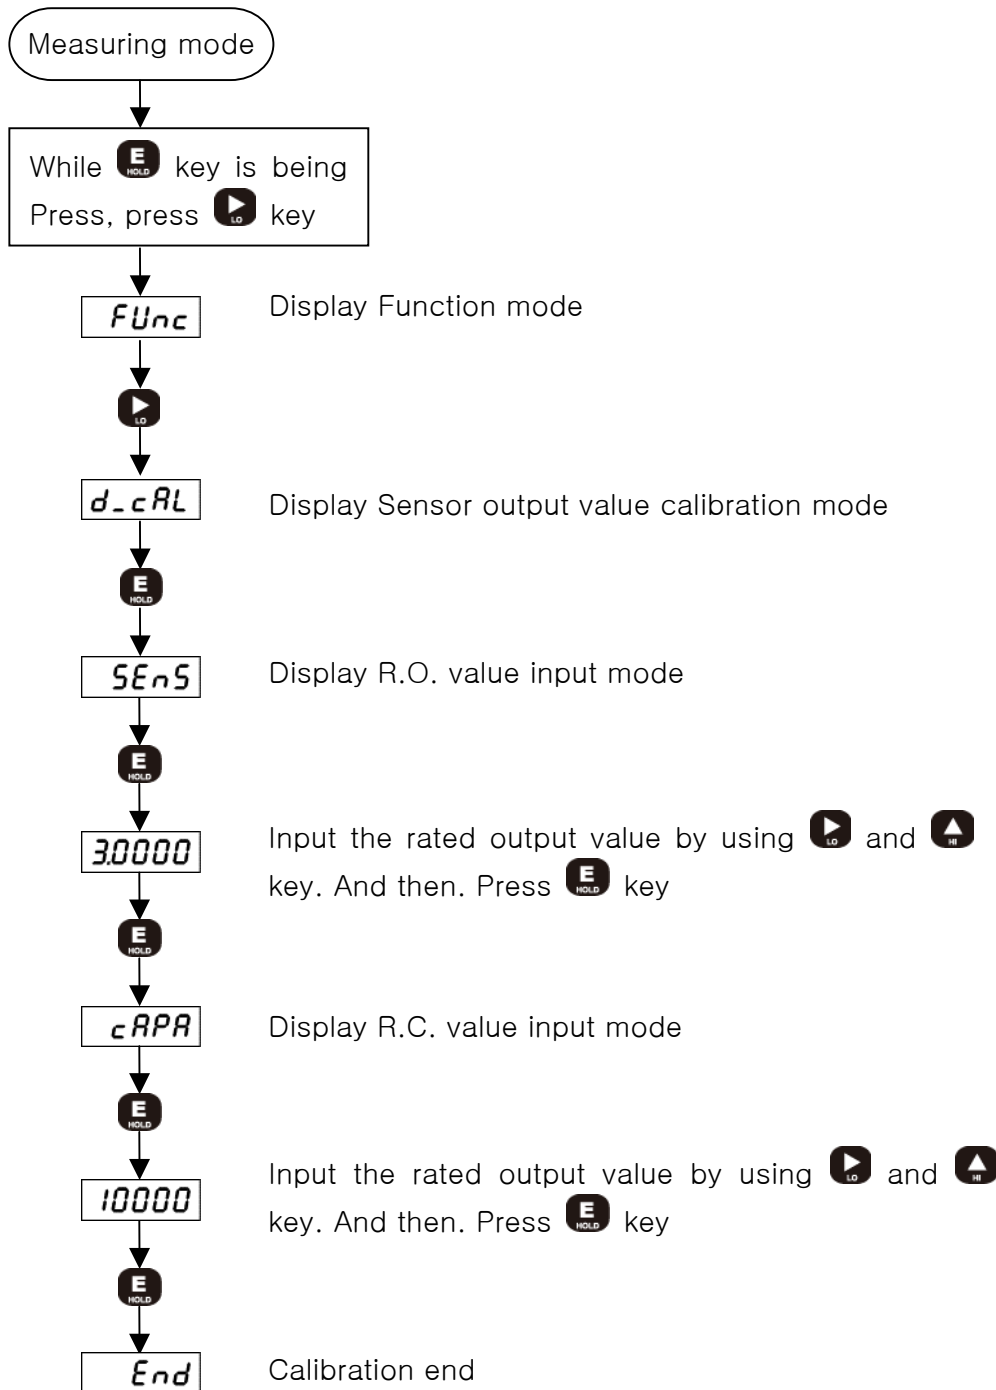 Measuring mode
While E HOLD key is being
Press, press LO key
FUnc
Display Function mode
LO
d_cAL
Display Sensor output value calibration mode
E
HOLD
SEnS
Display R.O. value input mode
E
HOLD
3.0000
Input the rated output value by using LO and HI
key. And then. Press E HOLD key
E
HOLD
cAPA
Display R.C. value input mode
E
HOLD
10000
Input the rated output value by using LO and HI
key. And then. Press E HOLD key
E
HOLD
End
Calibration end